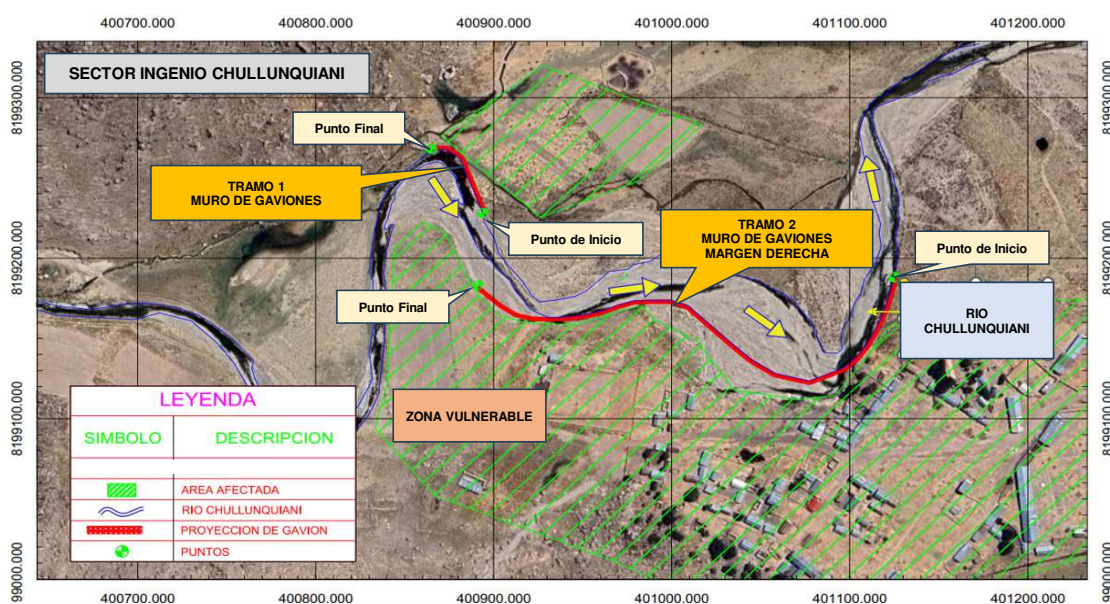 400700.000
400800.000
400900.000
401000.000
401100.000
401200.000
SECTOR INGENIO CHULLUNQUIANI
8199300.000
8199300.000
Punto Final
TRAMO 1
MURO DE GAVIONES
Punto de Inicio
TRAMO 2
MURO DE GAVIONES
MARGEN DERECHA
Punto de Inicio
8199200.000
8199200.000
Punto Final
RIO
CHULLUNQUIANI
LEYENDA
SIMBOLO
DESCRIPCION
AREA AFECTADA
RIO CHULLUNQUIANI
PROYECCION DE GAVION
PUNTOS
ZONA VULNERABLE
8199100.000
8199100.000
99000.000
99000.000
400700.000
400800.000
400900.000
401000.000
401100.000
401200.000